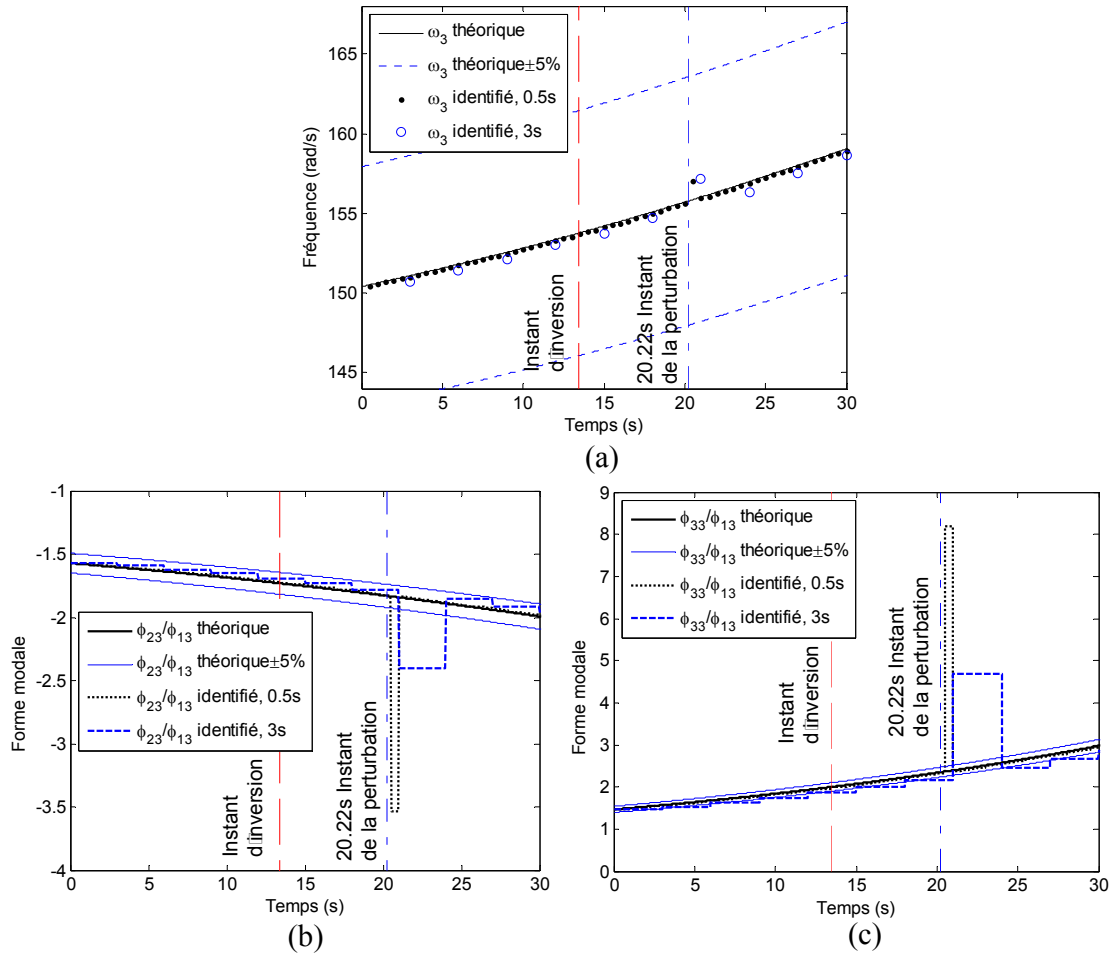 ω3 théorique
ω3 théorique±5%
ω3 identifié, 0.5s
ω3 identifié, 3s
165
160
155
150
145
Fréquence (rad/s)
Instant
d□inversion
20.22s Instant
de la perturbation
0 5 10 15 20 25 30
Temps (s)
(a)
-1
-1.5
-2
-2.5
-3
-3.5
-4
Forme modale
ϕ23/ϕ13 théorique
ϕ23/ϕ13 théorique±5%
ϕ23/ϕ13 identifié, 0.5s
ϕ23/ϕ13 identifié, 3s
Instant
d□inversion
20.22s Instant
de la perturbation
0 5 10 15 20 25 30
Temps (s)
(b)
9
8
7
6
5
4
3
2
1
0
Forme modale
ϕ33/ϕ13 théorique
ϕ33/ϕ13 théorique±5%
ϕ33/ϕ13 identifié, 0.5s
ϕ33/ϕ13 identifié, 3s
Instant
d□inversion
20.22s Instant
de la perturbation
0 5 10 15 20 25 30
Temps (s)
(c)